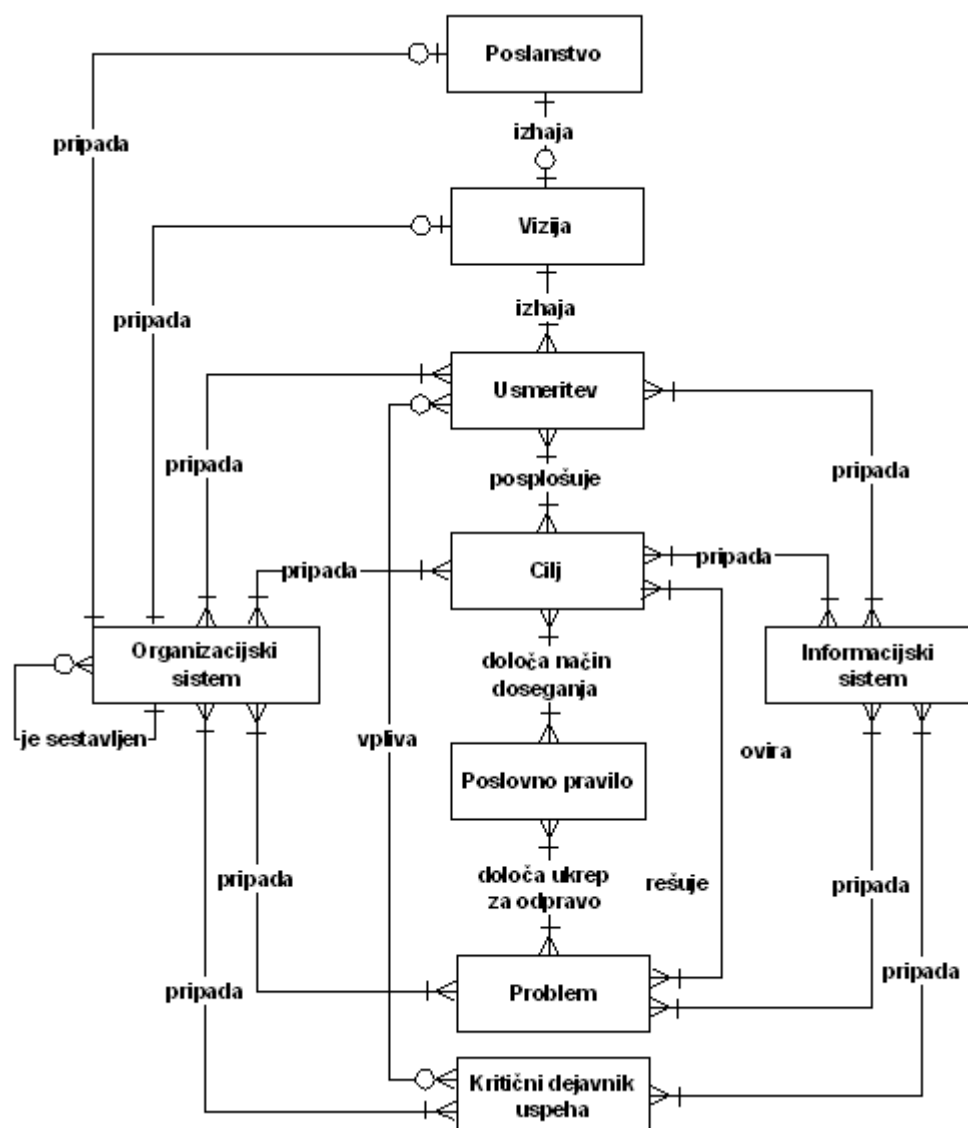 Poslanstvo
izhaja
pripada
Vizija
izhaja
pripada
Usmeritev
pripada
pripada
posplošuje
pripada
Cilj
pripada
Organizacijski
sistem
Informacijski
sistem
določa način
doseganja
je sestavljen
vpliva
ovira
Poslovno pravilo
pripada
določa ukrep
za odpravo
rešuje
pripada
pripada
pripada
Problem
Kritični dejavnik
uspeha